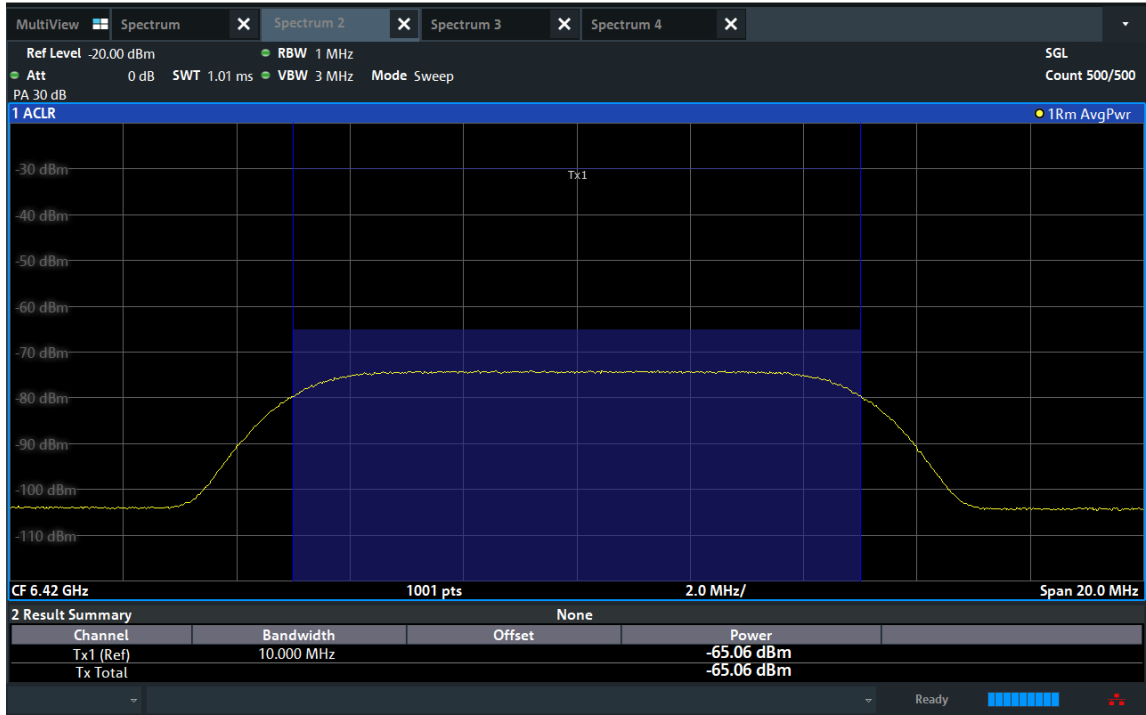 MultiView Spectrum Spectrum 2 Spectrum 3 Spectrum 4
Ref Level -20.00 dBm RBW 1 MHz SGL
Att 0 dB SWT 1.01 ms VBW 3 MHz Mode Sweep Count 500/500
PA 30 dB
1 ACLR 1Rm AvgPwr
-30 dBm
Tx1
-40 dBm
-50 dBm
-60 dBm
-70 dBm
-80 dBm
-90 dBm
-100 dBm
-110 dBm
CF 6.42 GHz 1001 pts 2.0 MHz/ Span 20.0 MHz
2 Result Summary None
Channel Bandwidth Offset Power
Tx1 (Ref) 10.000 MHz -65.06 dBm
Tx Total -65.06 dBm
Ready